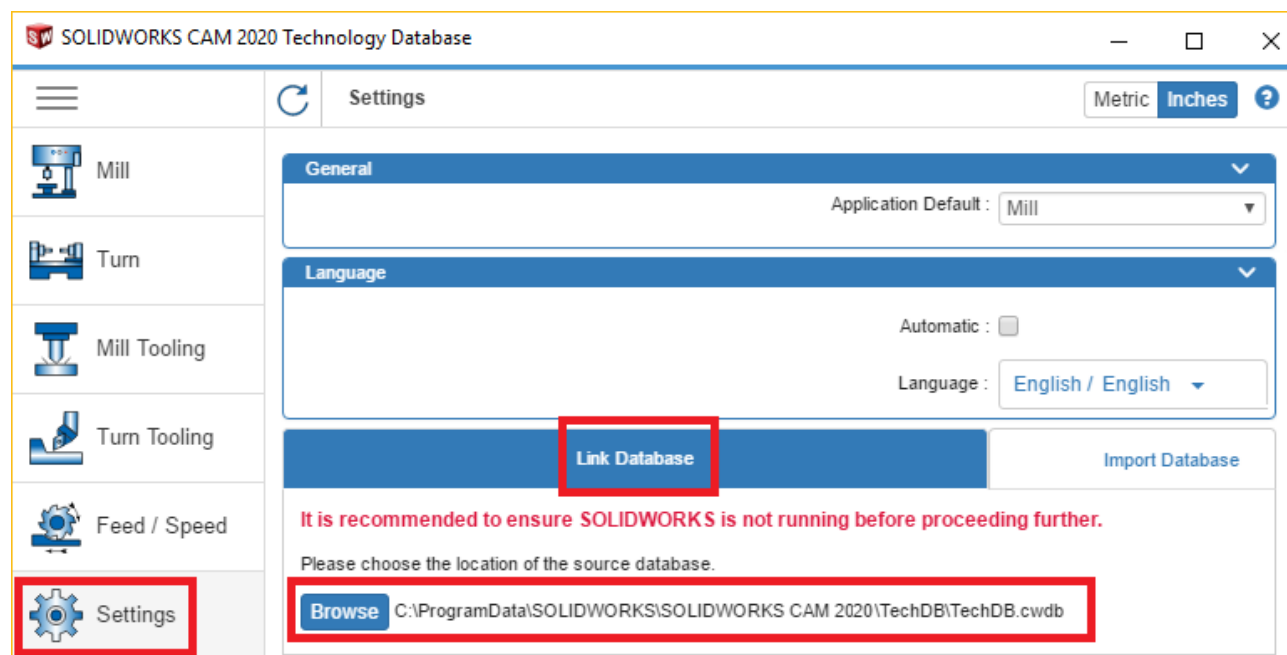 SOLIDWORKS CAM 2020 Technology Database
Settings
Metric Inches ?
Mill
Turn
Mill Tooling
Turn Tooling
Feed / Speed
Settings
General
Application Default : Mill
Language
Automatic :
Language : English / English
Link Database
Import Database
It is recommended to ensure SOLIDWORKS is not running before proceeding further.
Please choose the location of the source database.
Browse C:\ProgramData\SOLIDWORKS\SOLIDWORKS CAM 2020\TechDB\TechDB.cwdb